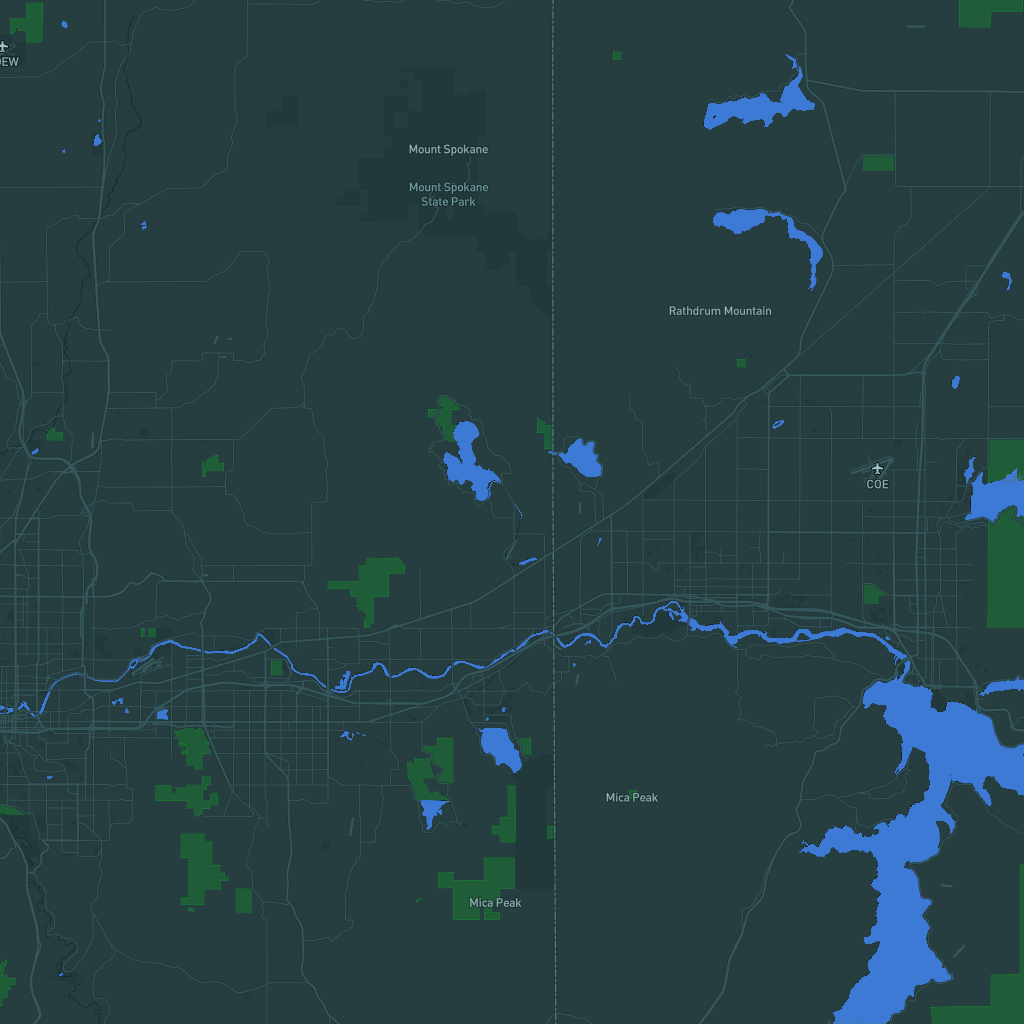 DEW
Mount Spokane
Mount Spokane
State Park
Rathdrum Mountain
COE
Mica Peak
Mica Peak